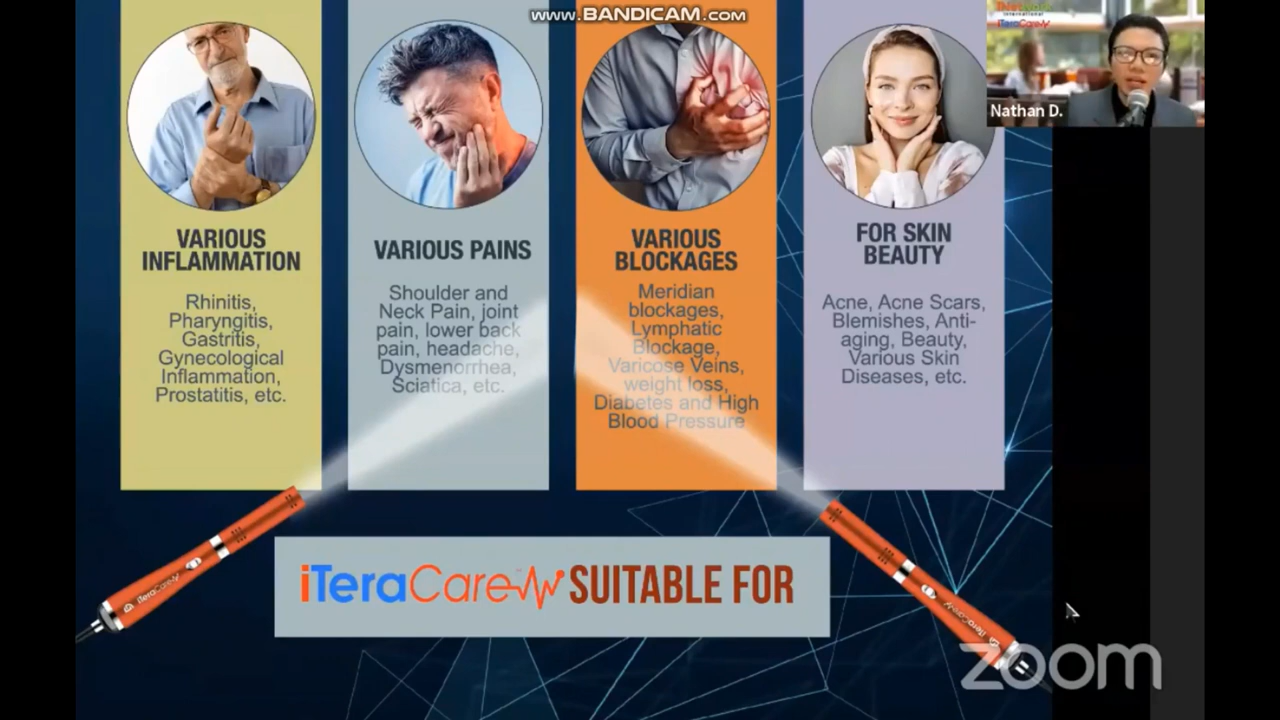 www.BANDICAM.com
iTeraCare
Nathan D.
VARIOUS
INFLAMMATION
Rhinitis,
Pharyngitis,
Gastritis,
Gynecological
Inflammation,
Prostatitis, etc.
VARIOUS PAINS
Shoulder and
Neck Pain, joint
pain, lower back
pain, headache,
Dysmenorrhea,
Sciatica, etc.
VARIOUS
BLOCKAGES
Meridian
blockages,
Lymphatic
Blockage,
Varicose Veins,
weight loss,
Diabetes and High
Blood Pressure
FOR SKIN
BEAUTY
Acne, Acne Scars,
Blemishes, Anti-
aging, Beauty,
Various Skin
Diseases, etc.
iTeraCare
iTeraCare
iTeraCare SUITABLE FOR
zoom